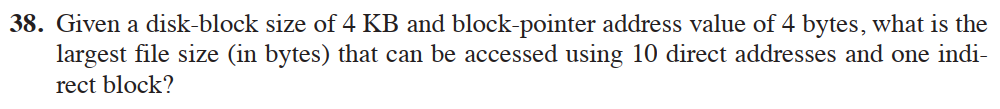 38. Given a disk-block size of 4 KB and block-pointer address value of 4 bytes, what is the
largest file size (in bytes) that can be accessed using 10 direct addresses and one indi-
rect block?